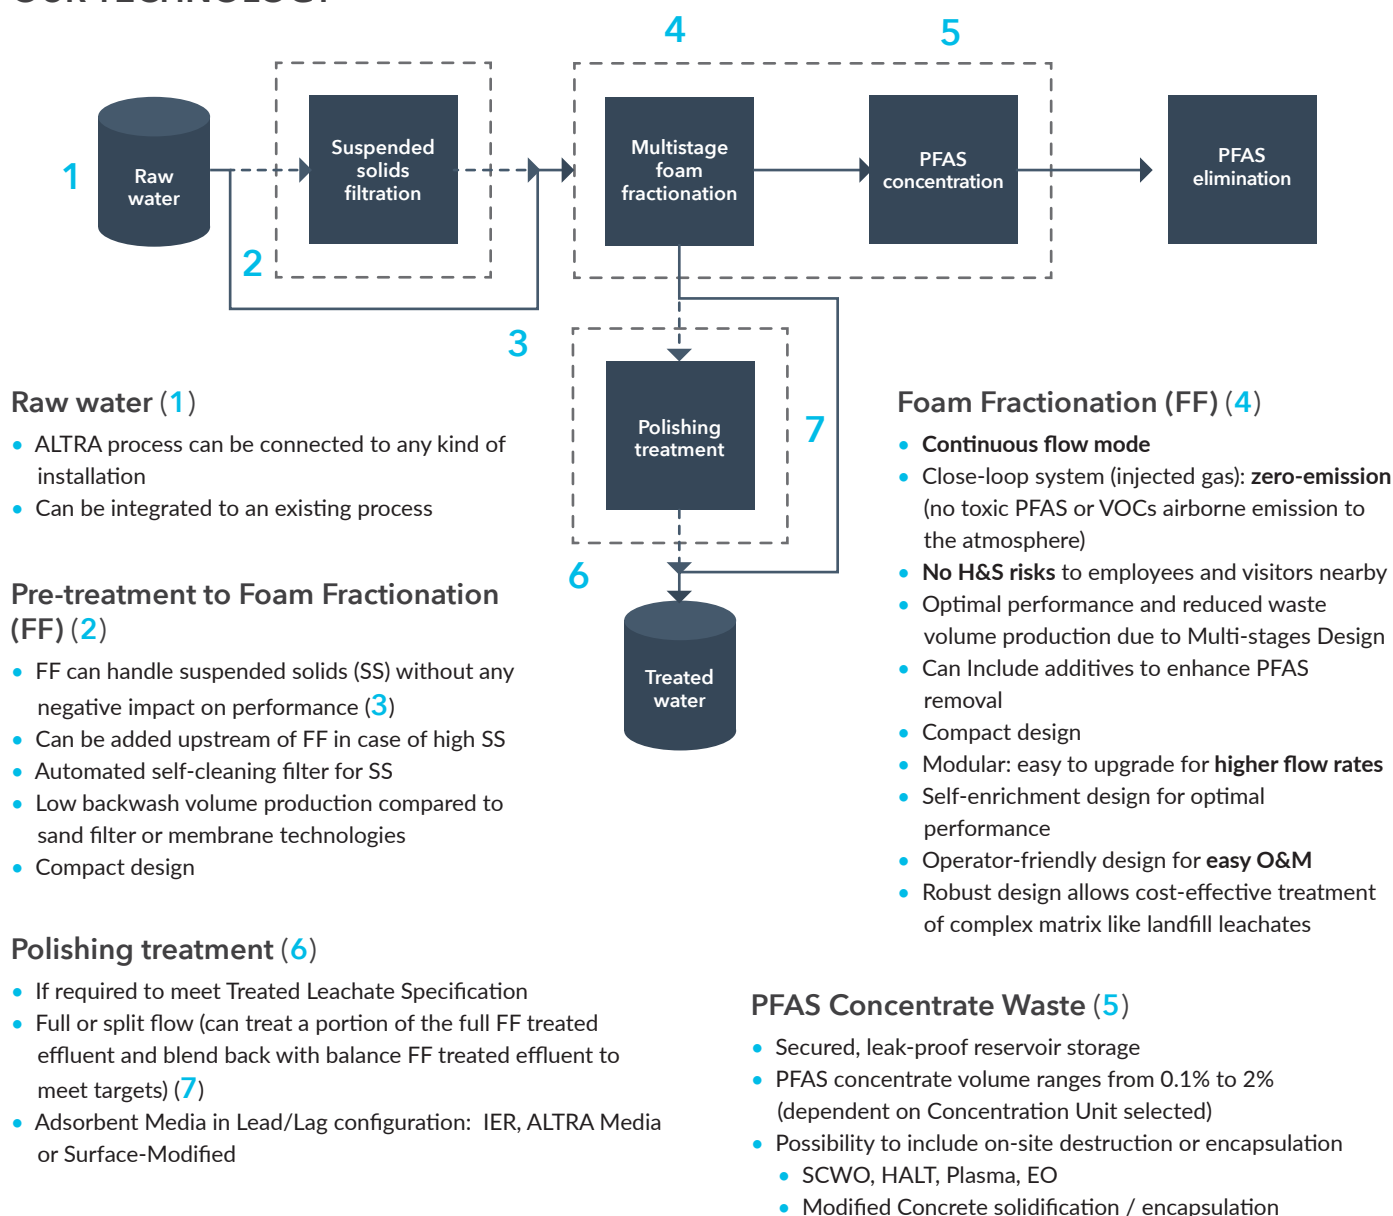 OUR TECHNOLOGY
4
5
1
Raw
water
Suspended
solids
filtration
Multistage
foam
fractionation
PFAS
concentration
PFAS
elimination
2
3
Polishing
treatment
7
6
Treated
water
Raw water (1)
• ALTRA process can be connected to any kind of
installation
• Can be integrated to an existing process
Pre-treatment to Foam Fractionation
(FF) (2)
• FF can handle suspended solids (SS) without any
negative impact on performance (3)
• Can be added upstream of FF in case of high SS
• Automated self-cleaning filter for SS
• Low backwash volume production compared to
sand filter or membrane technologies
• Compact design
Polishing treatment (6)
• If required to meet Treated Leachate Specification
• Full or split flow (can treat a portion of the full FF treated
effluent and blend back with balance FF treated effluent to
meet targets) (7)
• Adsorbent Media in Lead/Lag configuration: IER, ALTRA Media
or Surface-Modified
Foam Fractionation (FF) (4)
• Continuous flow mode
• Close-loop system (injected gas): zero-emission
(no toxic PFAS or VOCs airborne emission to
the atmosphere)
• No H&S risks to employees and visitors nearby
• Optimal performance and reduced waste
volume production due to Multi-stages Design
• Can Include additives to enhance PFAS
removal
• Compact design
• Modular: easy to upgrade for higher flow rates
• Self-enrichment design for optimal
performance
• Operator-friendly design for easy O&M
• Robust design allows cost-effective treatment
of complex matrix like landfill leachates
PFAS Concentrate Waste (5)
• Secured, leak-proof reservoir storage
• PFAS concentrate volume ranges from 0.1% to 2%
(dependent on Concentration Unit selected)
• Possibility to include on-site destruction or encapsulation
• SCWO, HALT, Plasma, EO
• Modified Concrete solidification / encapsulation